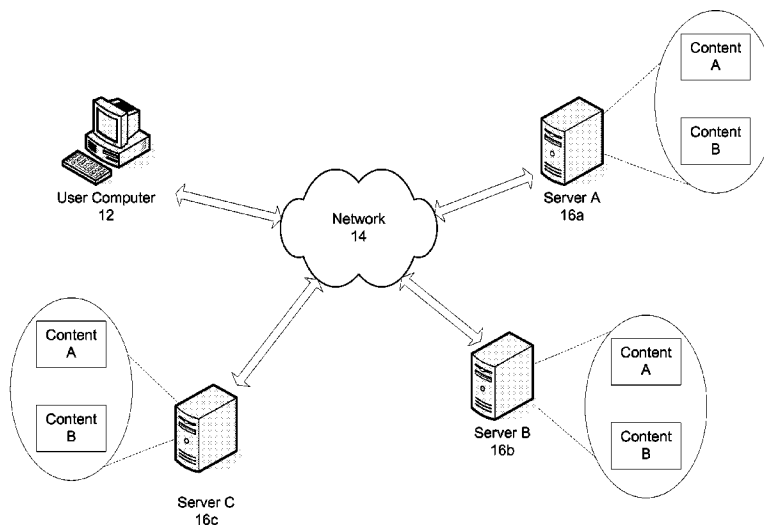 Content
A
Content
B
Server A
16a
User Computer
12
Network
14
Content
A
Content
B
Server C
16c
Content
A
Content
B
Server B
16b